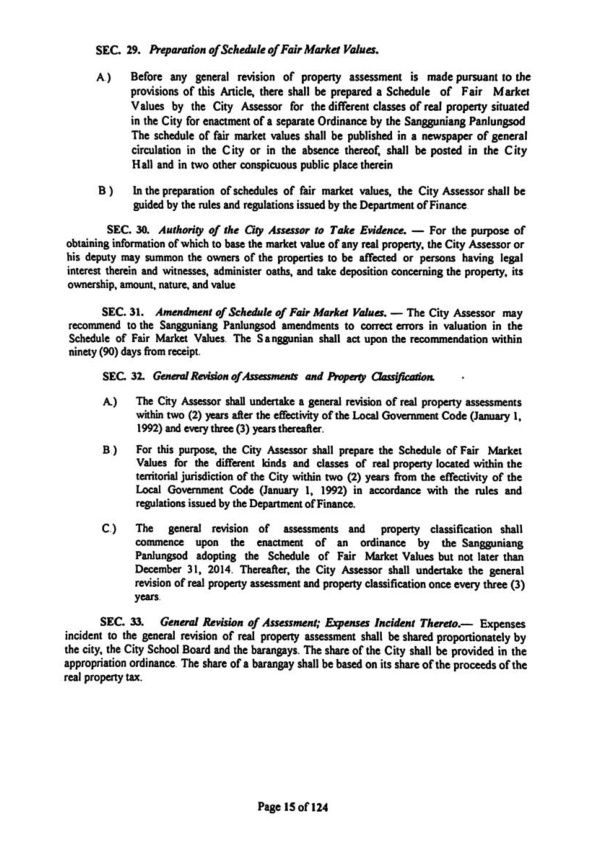 SEC. 29. Preparation of Schedule of Fair Market Values.
A.) Before any general revision of property assessment is made pursuant to the
provisions of this Article, there shall be prepared a Schedule of Fair Market
Values by the City Assessor for the different classes of real property situated
in the City for enactment of a separate Ordinance by the Sangguniang Panlungsod
The schedule of fair market values shall be published in a newspaper of general
circulation in the City or in the absence thereof, shall be posted in the City
Hall and in two other conspicuous public place therein
B) In the preparation of schedules of fair market values, the City Assessor shall be
guided by the rules and regulations issued by the Department of Finance
SEC. 30. Authority of the City Assessor to Take Evidence. — For the purpose of
obtaining information of which to base the market value of any real property, the City Assessor or
his deputy may summon the owners of the properties to be affected or persons having legal
interest therein and witnesses, administer oaths, and take deposition concerning the property, its
ownership, amount, nature, and value
SEC. 31. Amendment of Schedule of Fair Market Values. — The City Assessor may
recommend to the Sangguniang Panlungsod amendments to correct errors in valuation in the
Schedule of Fair Market Values. The Sanggunian shall act upon the recommendation within
ninety (90) days from receipt.
SEC. 32. General Revision of Assessments and Property Classification.
A.) The City Assessor shall undertake a general revision of real property assessments
within two (2) years after the effectivity of the Local Government Code (January 1,
1992) and every three (3) years thereafter.
B) For this purpose, the City Assessor shall prepare the Schedule of Fair Market
Values for the different kinds and classes of real property located within the
territorial jurisdiction of the City within two (2) years from the effectivity of the
Local Government Code (January 1, 1992) in accordance with the rules and
regulations issued by the Department of Finance.
C.) The general revision of assessments and property classification shall
commence upon the enactment of an ordinance by the Sangguniang
Panlungsod adopting the Schedule of Fair Market Values but not later than
December 31, 2014. Thereafter, the City Assessor shall undertake the general
revision of real property assessment and property classification once every three (3)
years.
SEC. 33. General Revision of Assessment; Expenses Incident Thereto.— Expenses
incident to the general revision of real property assessment shall be shared proportionately by
the city, the City School Board and the barangays. The share of the City shall be provided in the
appropriation ordinance. The share of a barangay shall be based on its share of the proceeds of the
real property tax.
Page 15 of 124